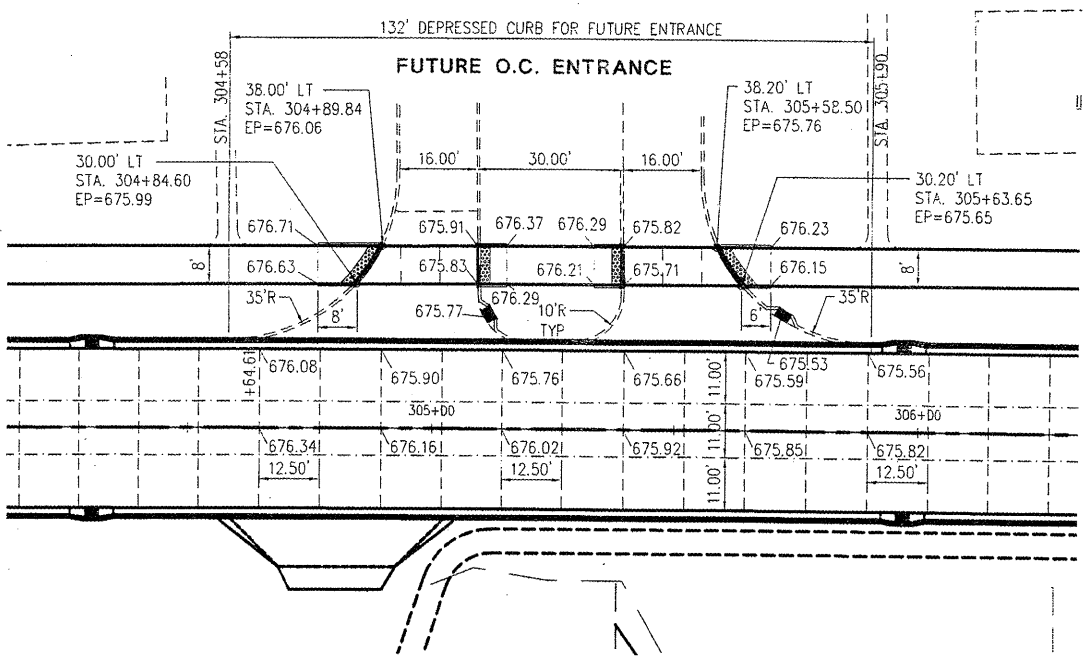 132' DEPRESSED CURB FOR FUTURE ENTRANCE
FUTURE O.C. ENTRANCE
STA. 304+58
STA. 305+90
38.00' LT
STA. 304+89.84
EP=676.06
38.20' LT
STA. 305+58.50
EP=675.76
30.00' LT
STA. 304+84.60
EP=675.99
30.20' LT
STA. 305+63.65
EP=675.65
16.00'
30.00'
16.00'
676.71
675.91
676.37
676.29
675.82
676.23
8'
676.63
675.83
676.21
675.71
676.15
8'
676.29
35'R
8'
675.77
10'R
TYP
6'
35'R
675.53
+64.61
676.08
675.90
675.76
675.66
11.00'
675.59
675.56
305+00
11.00'
306+00
676.34
676.16
676.02
675.92
675.85
675.82
12.50'
12.50'
11.00'
12.50'